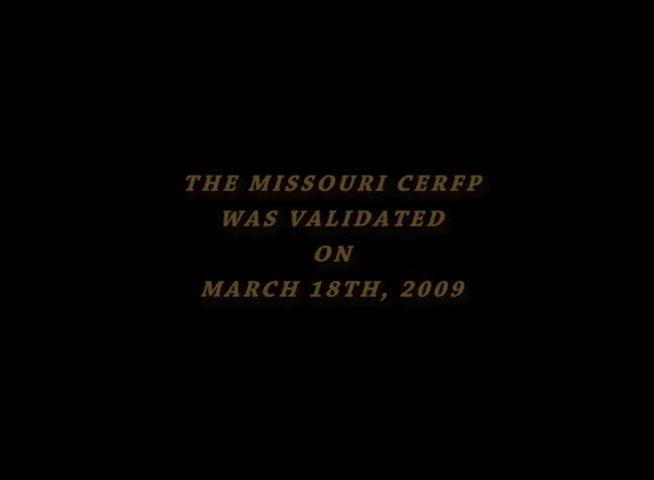 THE MISSOURI CERFP
WAS VALIDATED
ON
MARCH 18TH, 2009